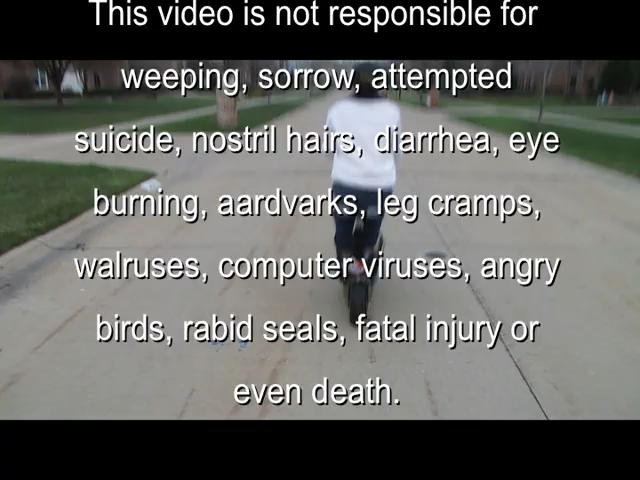 This video is not responsible for
weeping, sorrow, attempted
suicide, nostril hairs, diarrhea, eye
burning, aardvarks, leg cramps,
walruses, computer viruses, angry
birds, rabid seals, fatal injury or
even death.